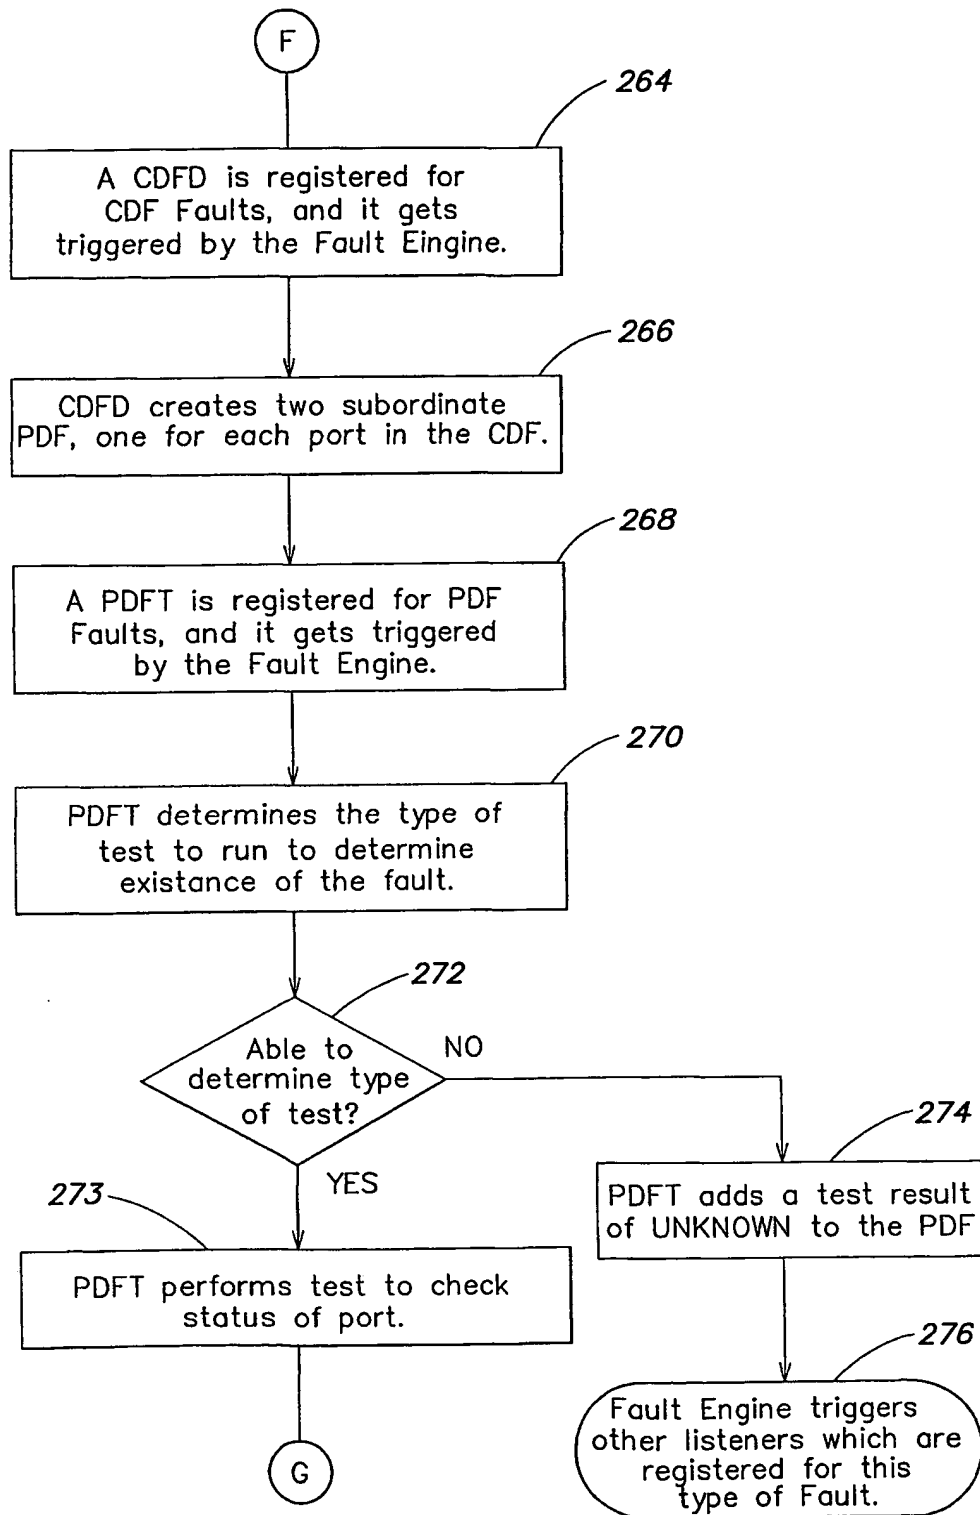 F
264
A CDFD is registered for
CDF Faults, and it gets
triggered by the Fault Eingine.
266
CDFD creates two subordinate
PDF, one for each port in the CDF.
268
A PDFT is registered for PDF
Faults, and it gets triggered
by the Fault Engine.
270
PDFT determines the type of
test to run to determine
existance of the fault.
272
Able to
determine type
of test?
NO
YES
274
PDFT adds a test result
of UNKNOWN to the PDF
273
PDFT performs test to check
status of port.
276
Fault Engine triggers
other listeners which are
registered for this
type of Fault.
G